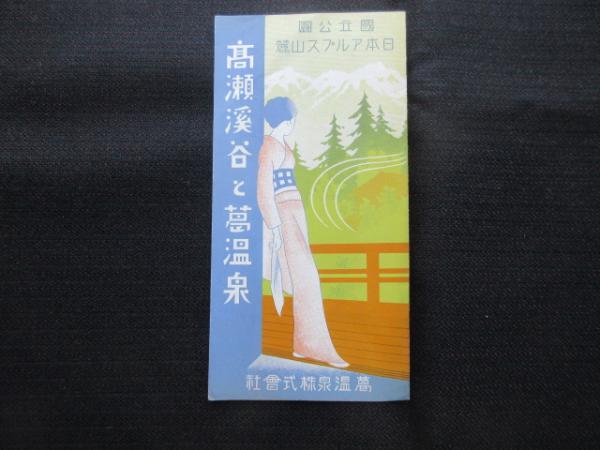 國立公園
日本アルプス山麓
髙瀬溪谷と葛温泉
葛温泉株式會社